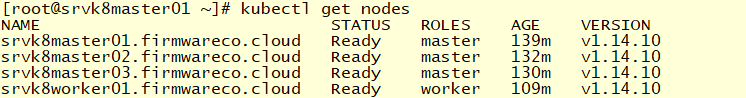 [root@srvk8master01 ~]# kubectl get nodes
NAME STATUS ROLES AGE VERSION
srvk8master01.firmwareco.cloud Ready master 139m v1.14.10
srvk8master02.firmwareco.cloud Ready master 132m v1.14.10
srvk8master03.firmwareco.cloud Ready master 130m v1.14.10
srvk8worker01.firmwareco.cloud Ready worker 109m v1.14.10